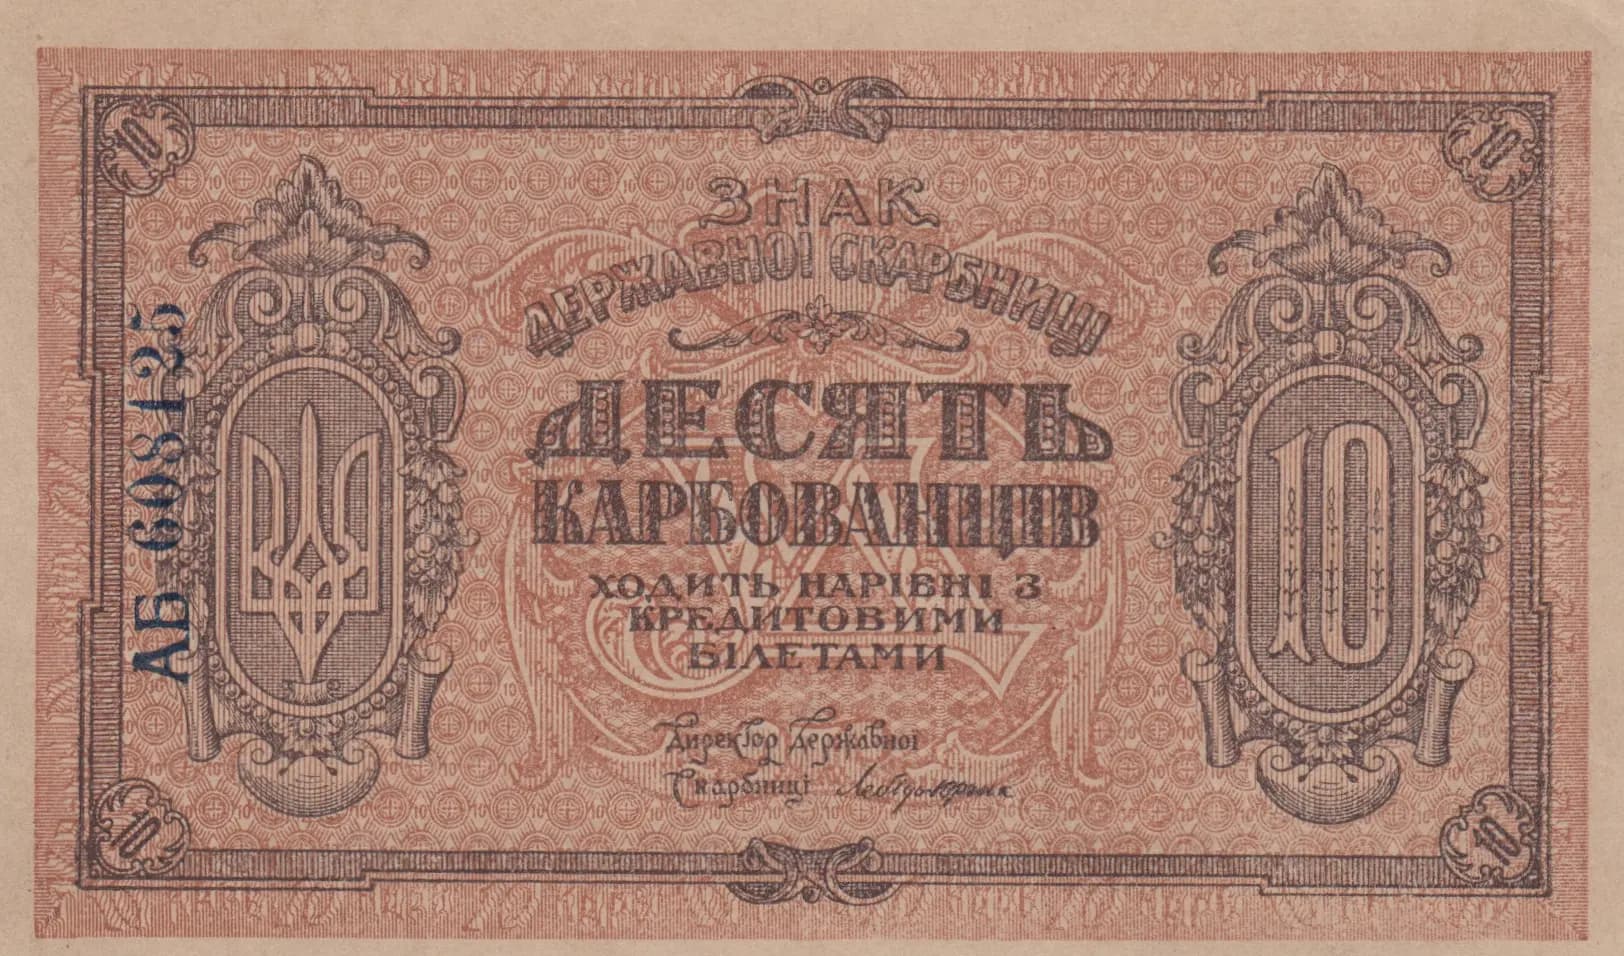 10
10
ЗНАК
ДЕРЖАВНОЇ СКАРБНИЦІ
ДЕСЯТЬ
КАРБОВАНЦІВ
ХОДИТЬ НАРІВНІ З
КРЕДИТОВИМИ
БІЛЕТАМИ
Директор Державної
Скарбниці
АБ 608125
10
10
10